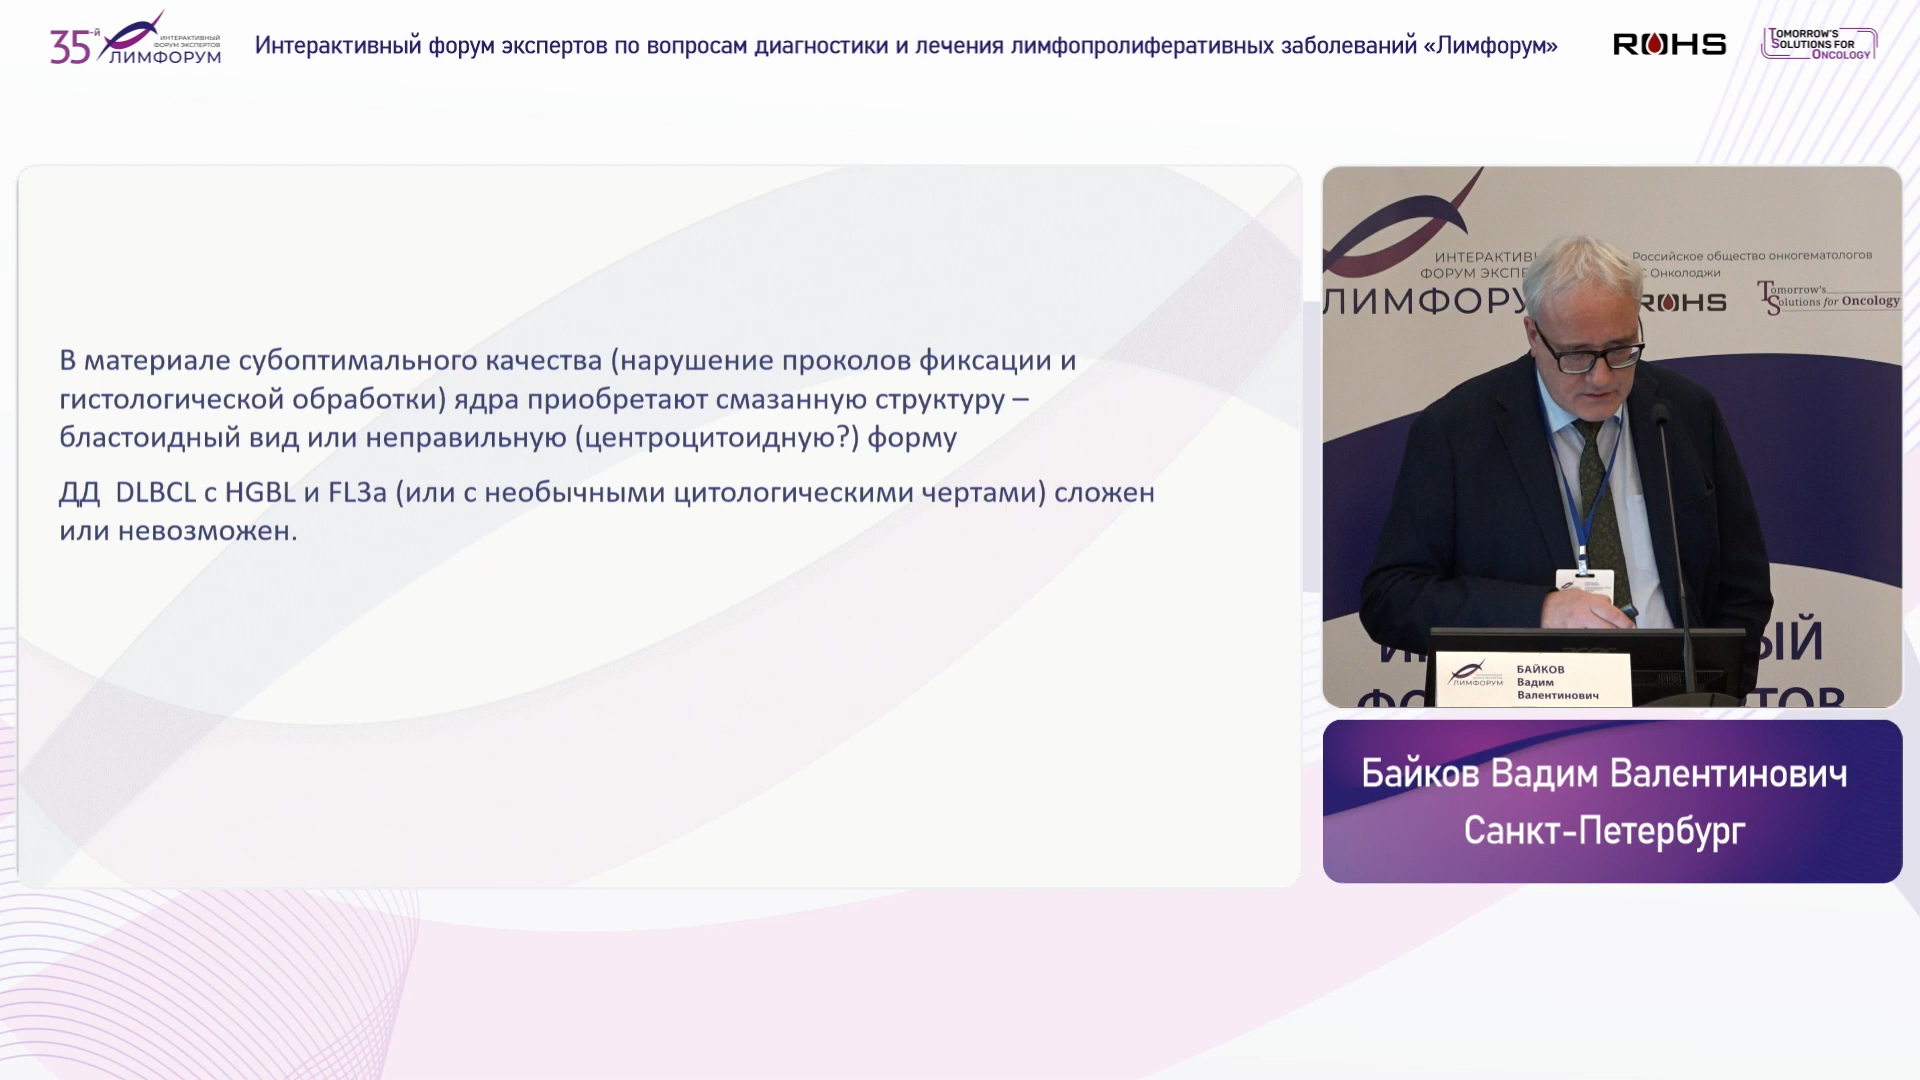 35-й
ИНТЕРАКТИВНЫЙ
ФОРУМ ЭКСПЕРТОВ
ЛИМФОРУМ
Интерактивный форум экспертов по вопросам диагностики и лечения лимфопролиферативных заболеваний «Лимфорум»
ROHS
TOMORROW'S
SOLUTIONS FOR
ONCOLOGY
В материале субоптимального качества (нарушение проколов фиксации и
гистологической обработки) ядра приобретают смазанную структуру –
бластоидный вид или неправильную (центроцитоидную?) форму
ДД DLBCL с HGBL и FL3a (или с необычными цитологическими чертами) сложен
или невозможен.
ИНТЕРАКТИВН
ФОРУМ ЭКСПЕ
ЛИМФОРУ
Российское общество онкогематологов
С Онколоджи
ROHS
Tomorrow's
Solutions for Oncology
ЫЙ
ТОВ
ЛИМФОРУМ
БАЙКОВ
Вадим
Валентинович
Байков Вадим Валентинович
Санкт-Петербург